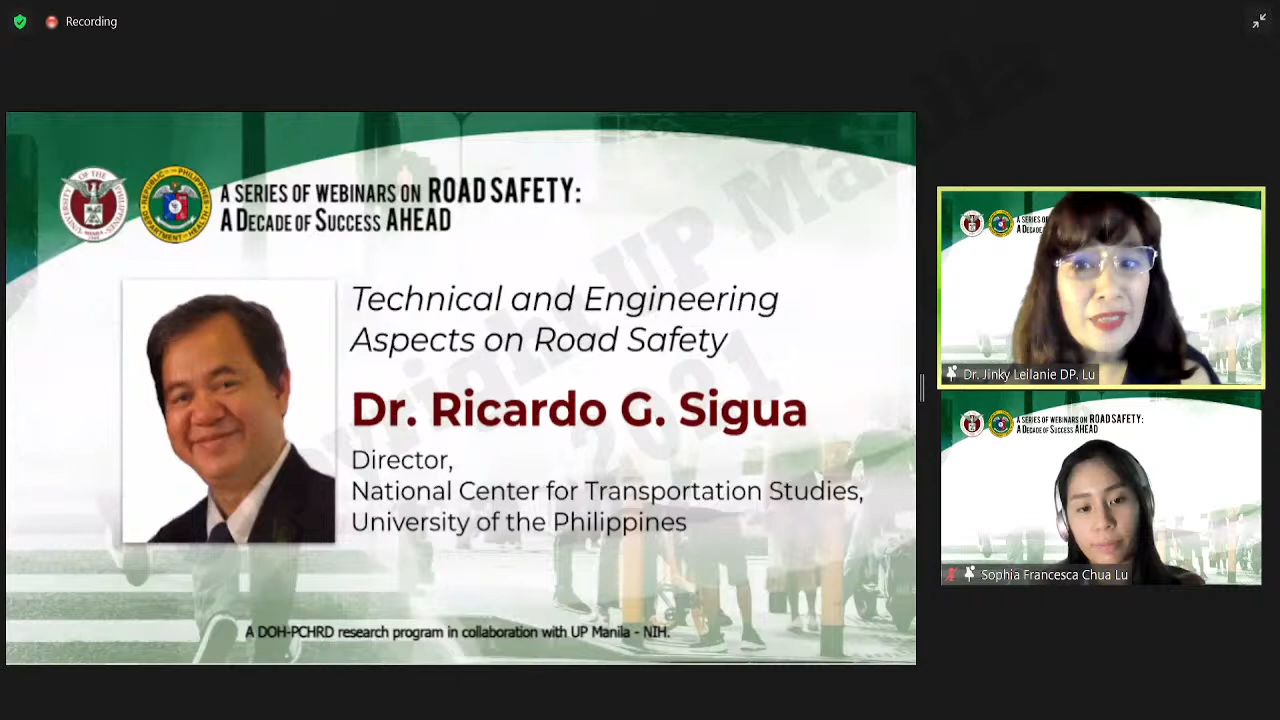 Recording
A SERIES OF WEBINARS ON ROAD SAFETY:
A DECADE OF SUCCESS AHEAD
Technical and Engineering
Aspects on Road Safety
Dr. Ricardo G. Sigua
Director,
National Center for Transportation Studies,
University of the Philippines
A DOH-PCHRD research program in collaboration with UP Manila - NIH.
Dr. Jinky Leilanie DP. Lu
A SERIES OF WEBINARS ON ROAD SAFETY:
A DECADE OF SUCCESS AHEAD
Sophia Francesca Chua Lu